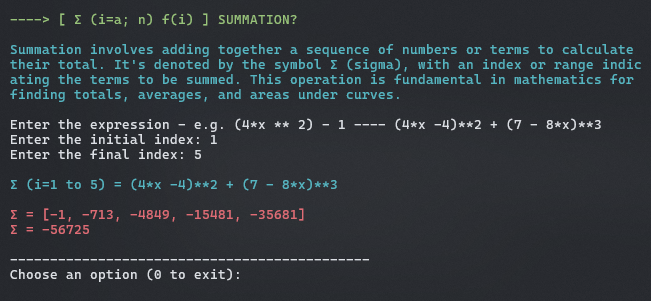 ----> [ Σ (i=a; n) f(i) ] SUMMATION?
Summation involves adding together a sequence of numbers or terms to calculate
their total. It's denoted by the symbol Σ (sigma), with an index or range indic
ating the terms to be summed. This operation is fundamental in mathematics for
finding totals, averages, and areas under curves.
Enter the expression - e.g. (4*x ** 2) - 1 ---- (4*x -4)**2 + (7 - 8*x)**3
Enter the initial index: 1
Enter the final index: 5
Σ (i=1 to 5) = (4*x -4)**2 + (7 - 8*x)**3
Σ = [-1, -713, -4849, -15481, -35681]
Σ = -56725
---------------------------------------------
Choose an option (0 to exit):